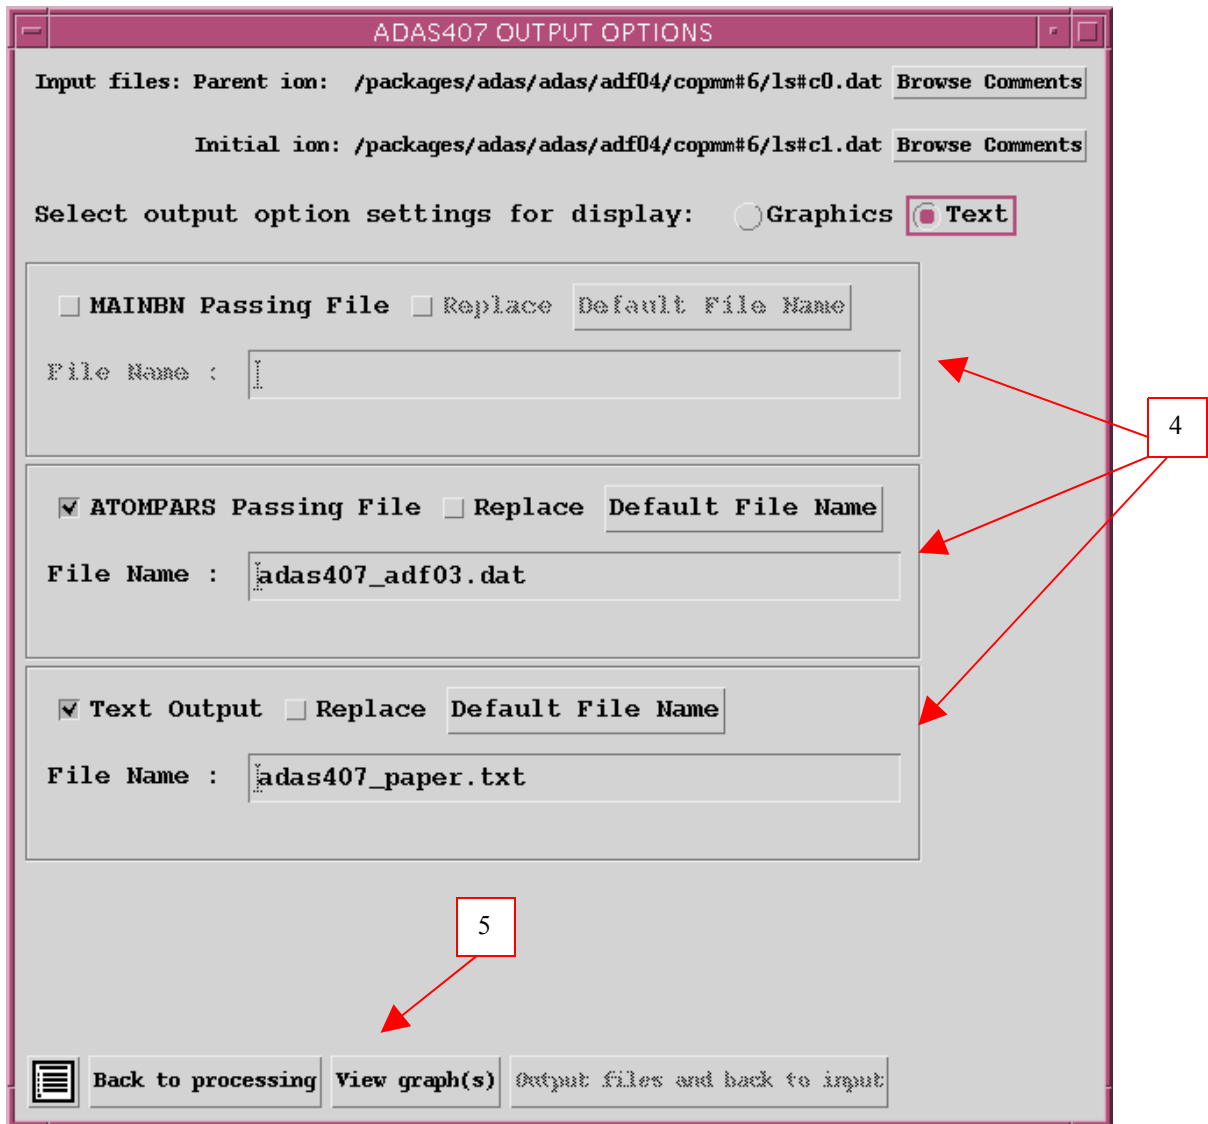 ADAS407 OUTPUT OPTIONS
Input files: Parent ion: /packages/adas/adas/adf04/copmm#6/ls#c0.dat Browse Comments
Initial ion: /packages/adas/adas/adf04/copmm#6/ls#c1.dat Browse Comments
Select output option settings for display: Graphics Text
MAINBN Passing File Replace Default File Name
File Name :
4
ATOMPARS Passing File Replace Default File Name
File Name : adas407_adf03.dat
Text Output Replace Default File Name
File Name : adas407_paper.txt
5
Back to processing View graph(s) Output files and back to input